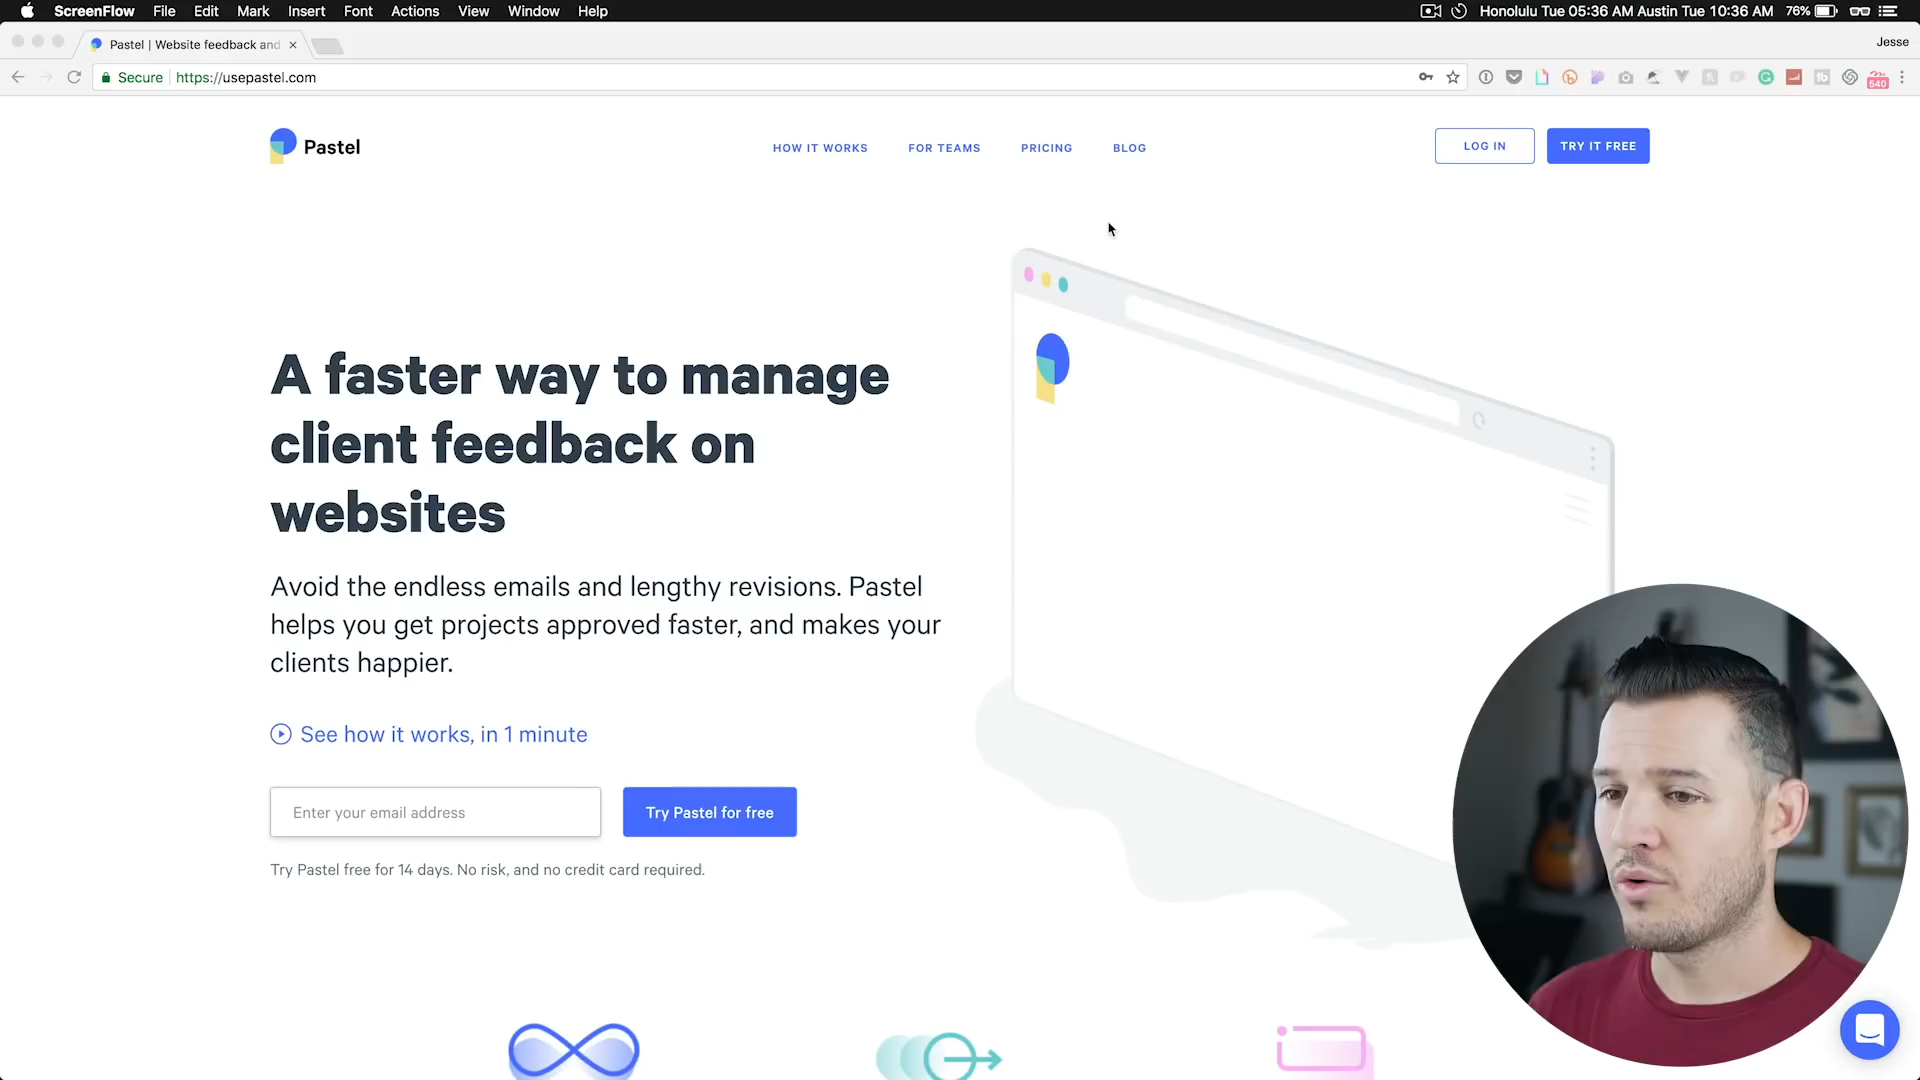 ScreenFlow File Edit Mark Insert Font Actions View Window Help
Honolulu Tue 05:36 AM Austin Tue 10:36 AM 76%
Pastel | Website feedback and
Jesse
Secure https://usepastel.com
540
Pastel
HOW IT WORKS
FOR TEAMS
PRICING
BLOG
LOG IN
TRY IT FREE
A faster way to manage
client feedback on
websites
Avoid the endless emails and lengthy revisions. Pastel
helps you get projects approved faster, and makes your
clients happier.
See how it works, in 1 minute
Enter your email address
Try Pastel for free
Try Pastel free for 14 days. No risk, and no credit card required.